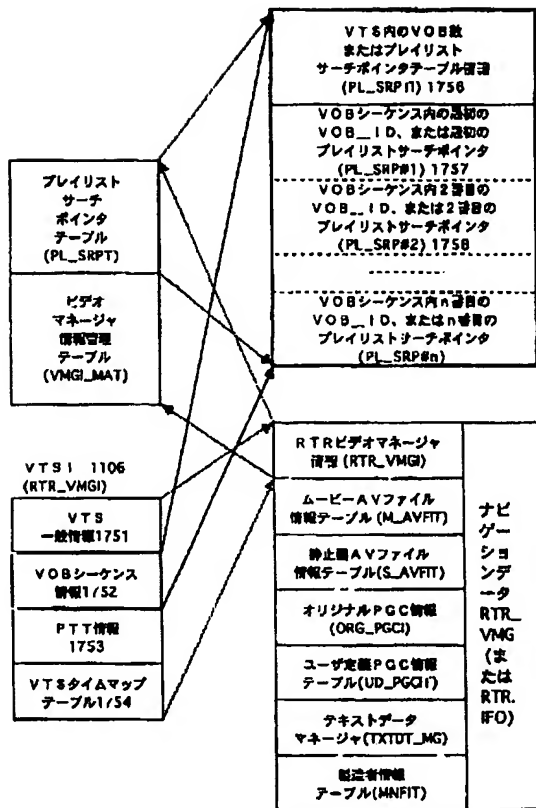 VTS内のVOB数
またはプレイリスト
サーチポインタテーブル情報
(PL_SRPTI) 1756
VOBシーケンス内の最初の
VOB_ID、または最初の
プレイリストサーチポインタ
(PL_SRP#1) 1757
VOBシーケンス内2番目の
VOB_ID、または2番目の
プレイリストサーチポインタ
(PL_SRP#2) 1758
VOBシーケンス内n番目の
VOB_ID、またはn番目の
プレイリストサーチポインタ
(PL_SRP#n)
プレイリスト
サーチ
ポインタ
テーブル
(PL_SRPT)
ビデオ
マネージャ
情報管理
テーブル
(VMGI_MAT)
VTSI 1106
(RTR_VMGI)
VTS
一般情報1751
VOBシーケンス
情報1752
PTT情報
1753
VTSタイムマップ
テーブル1754
RTRビデオマネージャ
情報 (RTR_VMGI)
ムービーAVファイル
情報テーブル (M_AVFIT)
静止画AVファイル
情報テーブル(S_AVFIT)
オリジナルPGC情報
(ORG_PGCI)
ユーザ定義PGC情報
テーブル(UD_PGCIT)
テキストデータ
マネージャ(TXTDT_MG)
製造者情報
テーブル(MNFIT)
ナビ
ゲー
ショ
ンデ
ータ
RTR_
VMG
(ま
たは
RTR.
IFO)